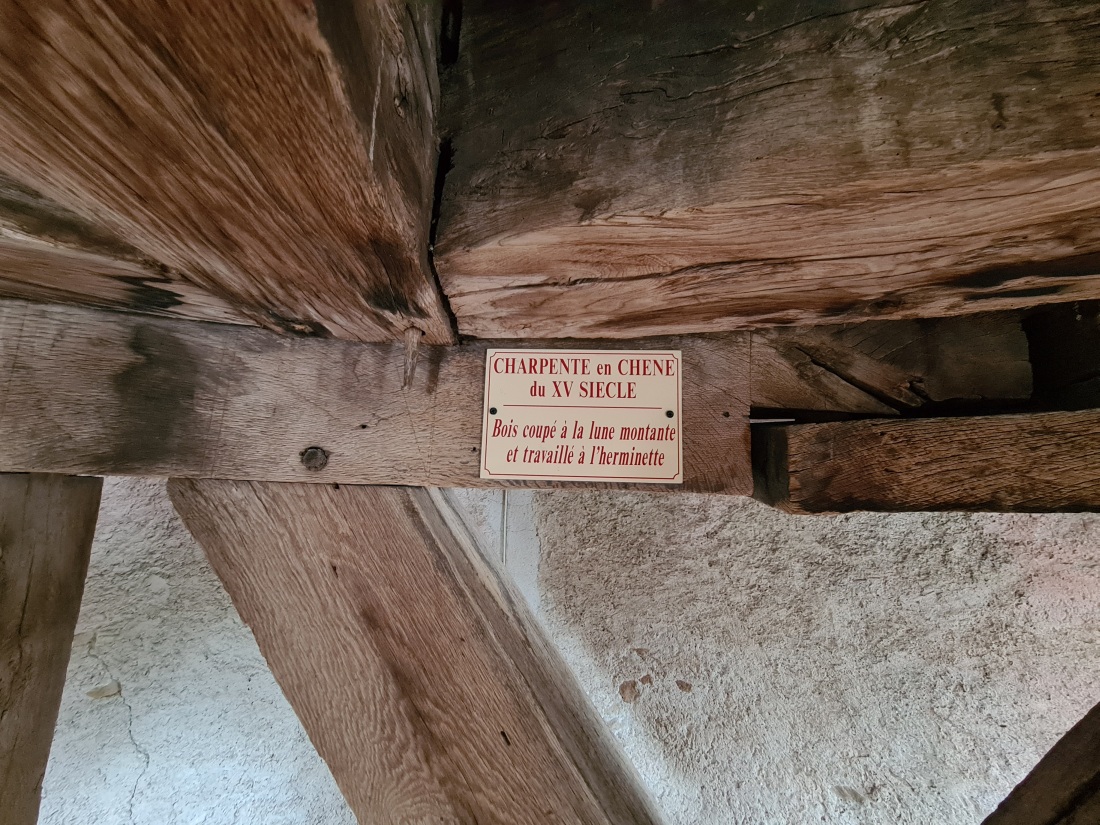 CHARPENTE en CHENE
du XV SIECLE
Bois coupé à la lune montante
et travaillé à l'herminette